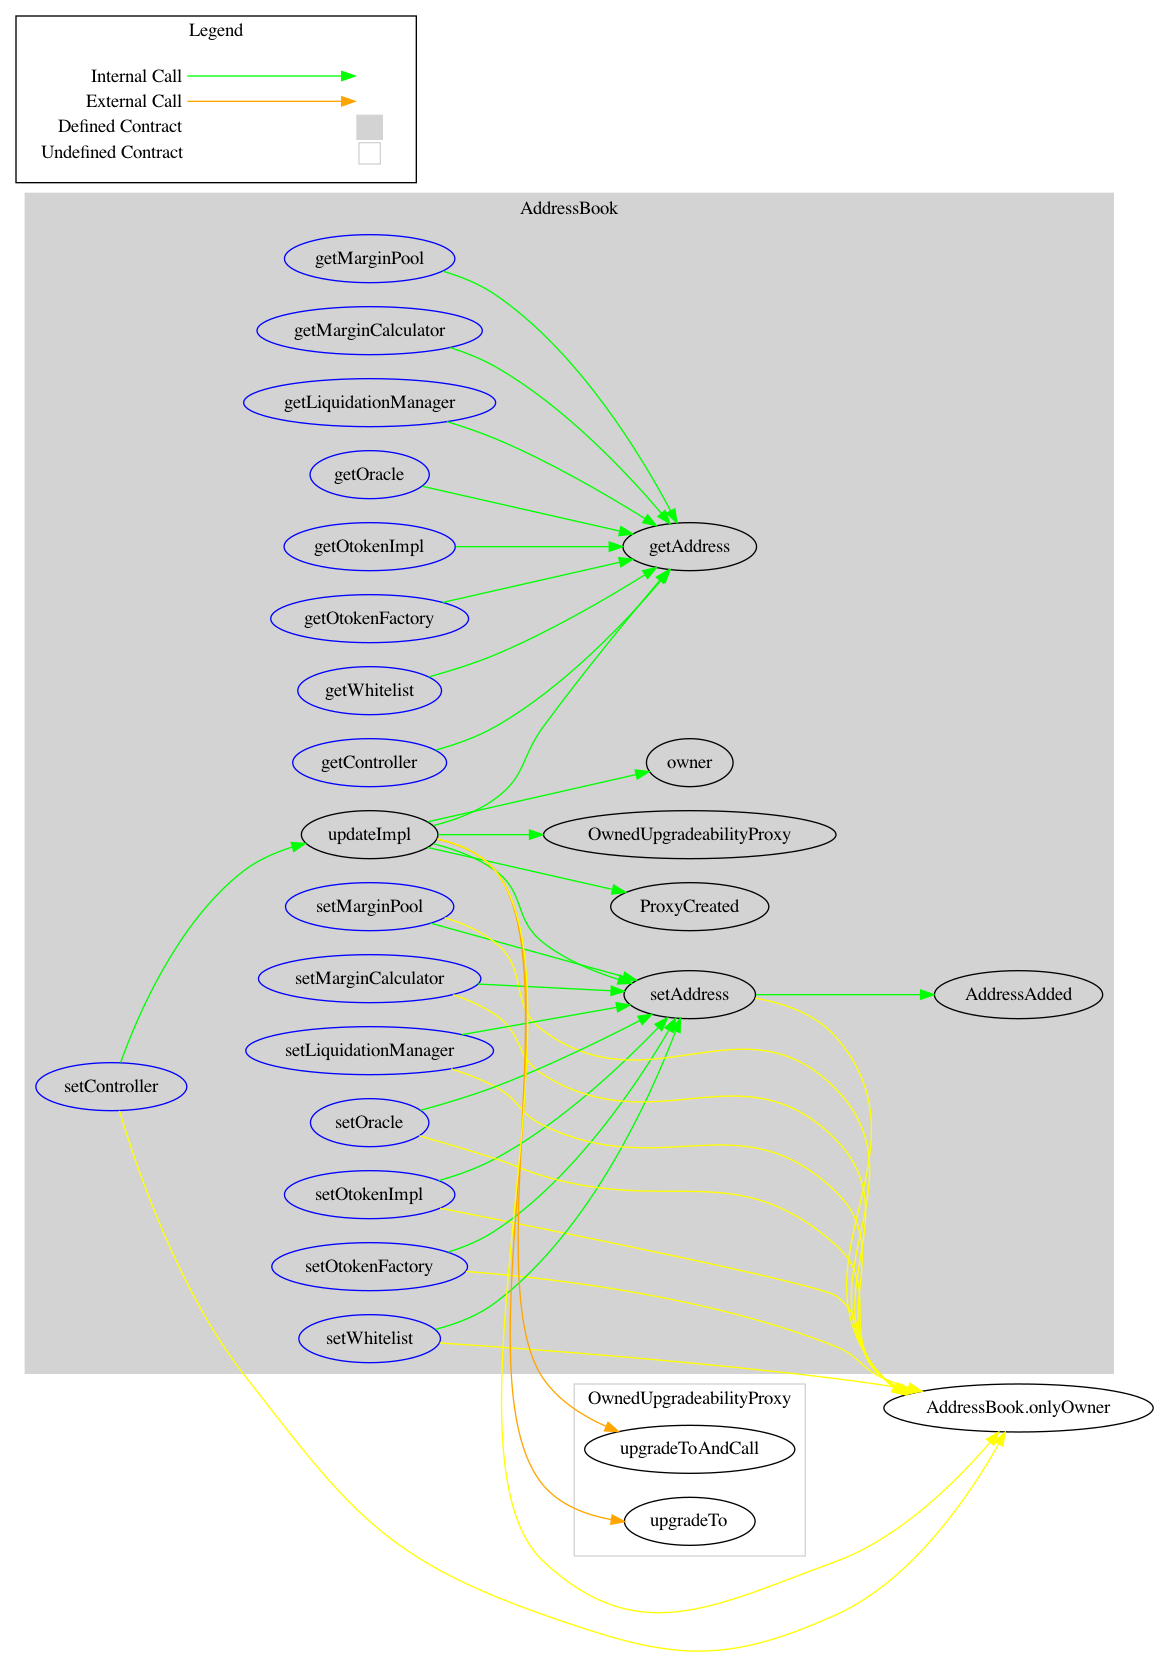 Legend
Internal Call
External Call
Defined Contract
Undefined Contract
AddressBook
getMarginPool
getMarginCalculator
getLiquidationManager
getOracle
getOtokenImpl
getAddress
getOtokenFactory
getWhitelist
getController
owner
updateImpl
OwnedUpgradeabilityProxy
setMarginPool
ProxyCreated
setMarginCalculator
setAddress
AddressAdded
setLiquidationManager
setController
setOracle
setOtokenImpl
setOtokenFactory
setWhitelist
OwnedUpgradeabilityProxy
AddressBook.onlyOwner
upgradeToAndCall
upgradeTo